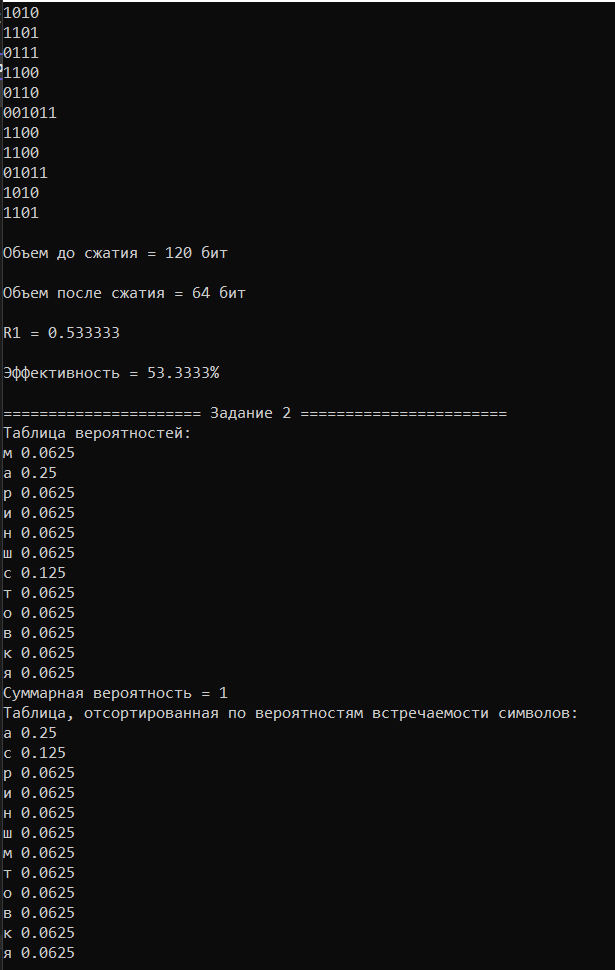 1010
1101
0111
1100
0110
001011
1100
1100
01011
1010
1101
Объем до сжатия = 120 бит
Объем после сжатия = 64 бит
R1 = 0.533333
Эффективность = 53.3333%
====================== Задание 2 =======================
Таблица вероятностей:
м 0.0625
а 0.25
р 0.0625
и 0.0625
н 0.0625
ш 0.0625
с 0.125
т 0.0625
о 0.0625
в 0.0625
к 0.0625
я 0.0625
Суммарная вероятность = 1
Таблица, отсортированная по вероятностям встречаемости символов:
а 0.25
с 0.125
р 0.0625
и 0.0625
н 0.0625
ш 0.0625
м 0.0625
т 0.0625
о 0.0625
в 0.0625
к 0.0625
я 0.0625